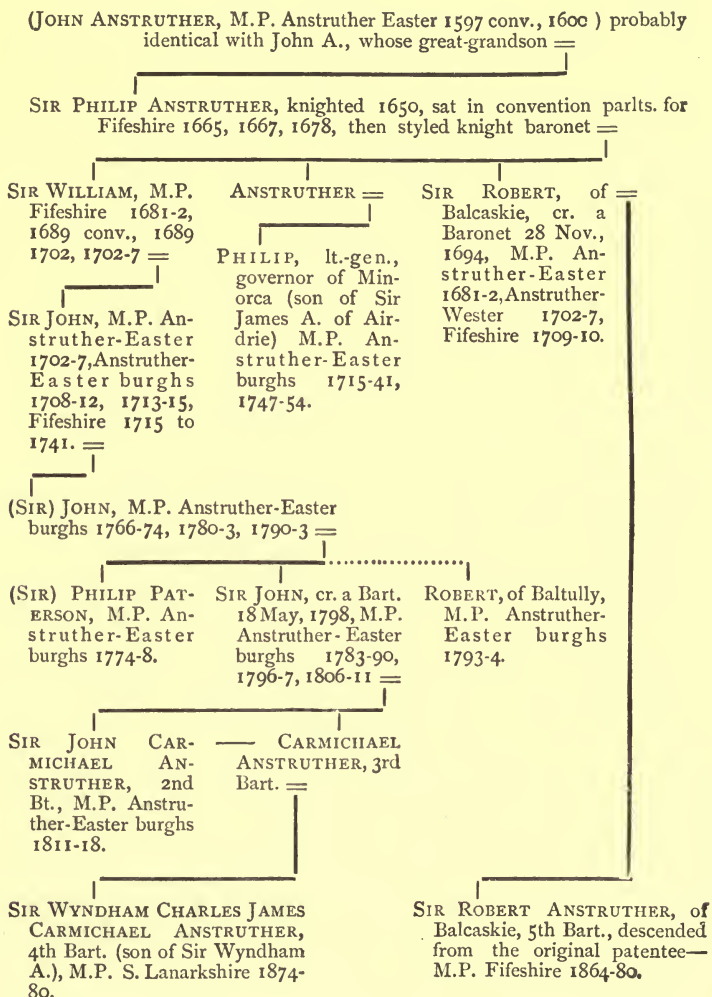 (JOHN ANSTRUTHER, M.P. Anstruther Easter 1597 conv., 1600 ) probably
identical with John A., whose great-grandson =
SIR PHILIP ANSTRUTHER, knighted 1650, sat in convention parlts. for
Fifeshire 1665, 1667, 1678, then styled knight baronet =
SIR WILLIAM, M.P.
Fifeshire 1681-2,
1689 conv., 1689
1702, 1702-7 =
ANSTRUTHER =
SIR ROBERT, of =
Balcaskie, cr. a
Baronet 28 Nov.,
1694, M.P. An-
struther-Easter
1681-2, Anstruther-
Wester 1702-7,
Fifeshire 1709-10.
PHILIP, lt.-gen.,
governor of Min-
orca (son of Sir
James A. of Air-
drie) M.P. An-
struther-Easter
burghs 1715-41,
1747-54.
SIR JOHN, M.P. An-
struther-Easter
1702-7, Anstruther-
Easter burghs
1708-12, 1713-15,
Fifeshire 1715 to
1741. =
(SIR) JOHN, M.P. Anstruther-Easter
burghs 1766-74, 1780-3, 1790-3 =
(SIR) PHILIP PAT-
ERSON, M.P. An-
struther-Easter
burghs 1774-8.
SIR JOHN, cr. a Bart.
18 May, 1798, M.P.
Anstruther-Easter
burghs 1783-90,
1796-7, 1806-11 =
ROBERT, of Baltully,
M.P. Anstruther-
Easter burghs
1793-4.
SIR JOHN CAR-
MICHAEL AN-
STRUTHER, 2nd
Bt., M.P. Anstru-
ther-Easter burghs
1811-18.
—— CARMICHAEL
ANSTRUTHER, 3rd
Bart. =
SIR WYNDHAM CHARLES JAMES
CARMICHAEL ANSTRUTHER,
4th Bart. (son of Sir Wyndham
A.), M.P. S. Lanarkshire 1874-
80.
SIR ROBERT ANSTRUTHER, of
Balcaskie, 5th Bart., descended
from the original patentee—
M.P. Fifeshire 1864-80.